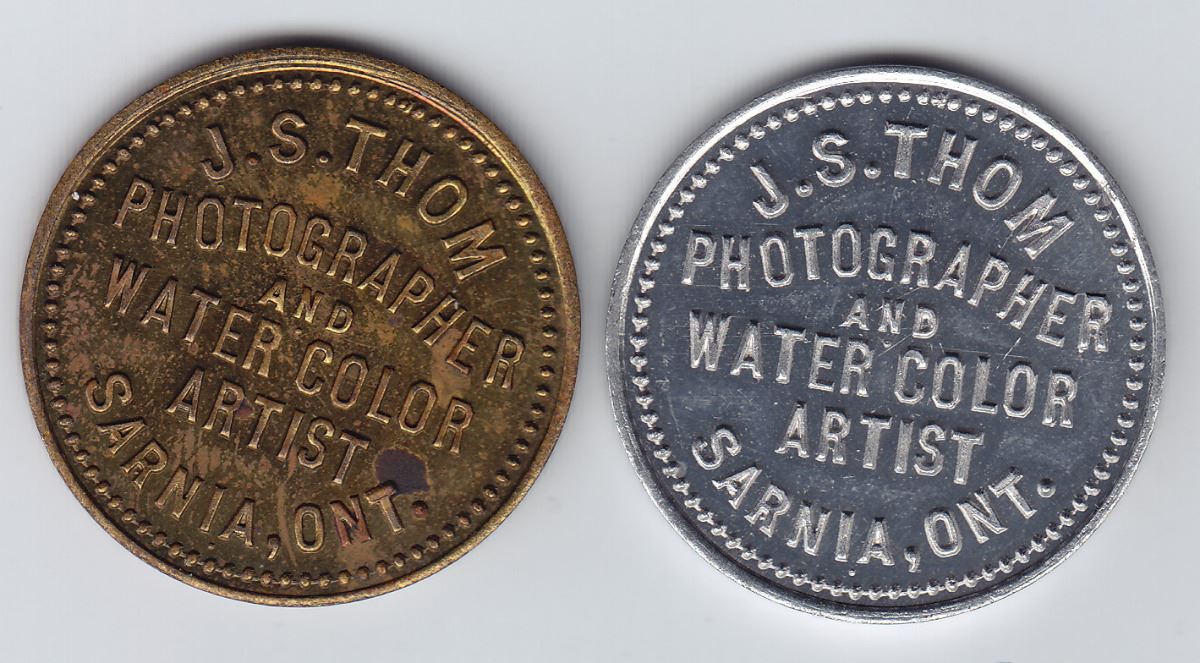 J.S.THOM
PHOTOGRAPHER
AND
WATER COLOR
ARTIST
SARNIA, ONT.
J.S.THOM
PHOTOGRAPHER
AND
WATER COLOR
ARTIST
SARNIA, ONT.